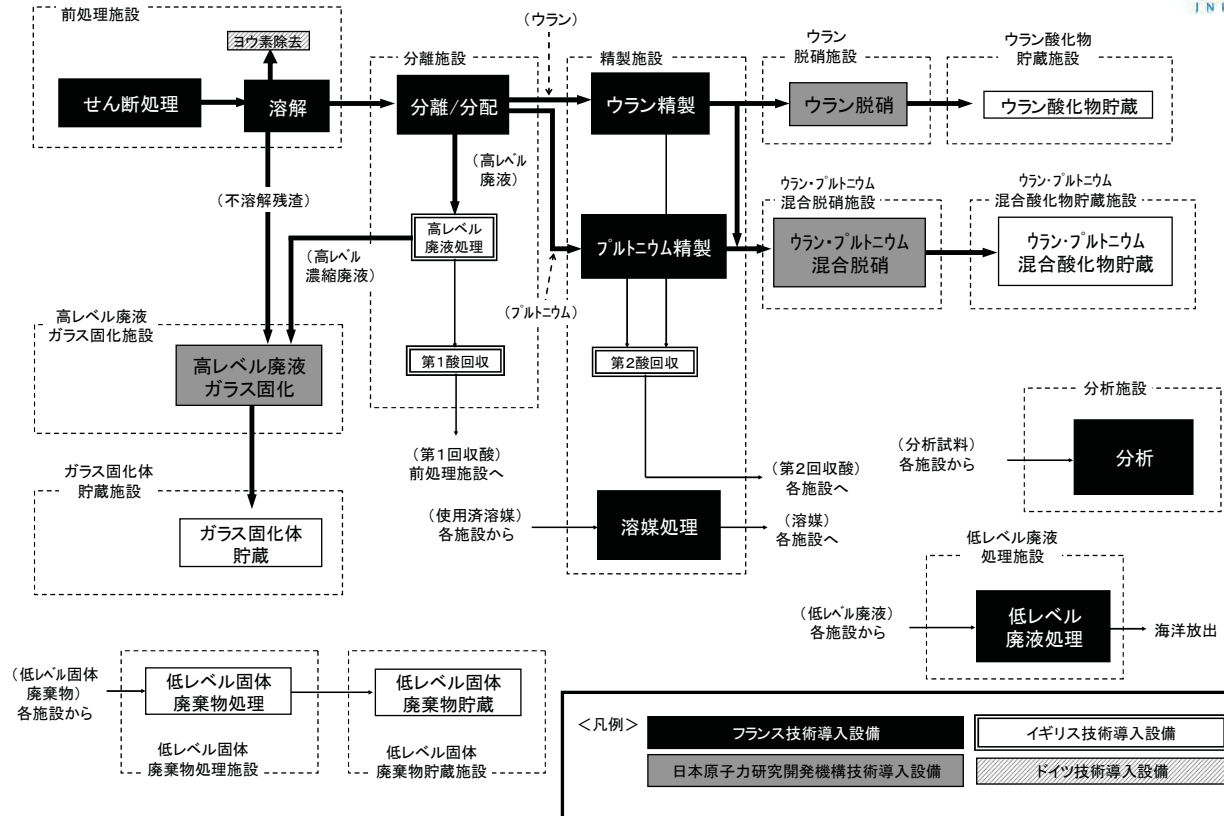 JN
前処理施設
ヨウ素除去
せん断処理
溶解
(不溶解残渣)
分離施設
分離/分配
(ウラン)
(高レベル
廃液)
高レベル
廃液処理
(高レベル
濃縮廃液)
第1酸回収
(第1回収酸)
前処理施設へ
精製施設
ウラン精製
プルトニウム精製
(プルトニウム)
第2酸回収
(第2回収酸)
各施設へ
(使用済溶媒)
各施設から
溶媒処理
(溶媒)
各施設へ
ウラン
脱硝施設
ウラン脱硝
ウラン酸化物
貯蔵施設
ウラン酸化物貯蔵
ウラン・プルトニウム
混合脱硝施設
ウラン・プルトニウム
混合脱硝
ウラン・プルトニウム
混合酸化物貯蔵施設
ウラン・プルトニウム
混合酸化物貯蔵
高レベル廃液
ガラス固化施設
高レベル廃液
ガラス固化
ガラス固化体
貯蔵施設
ガラス固化体
貯蔵
分析施設
(分析試料)
各施設から
分析
低レベル廃液
処理施設
(低レベル廃液)
各施設から
低レベル
廃液処理
海洋放出
(低レベル固体
廃棄物)
各施設から
低レベル固体
廃棄物処理
低レベル固体
廃棄物処理施設
低レベル固体
廃棄物貯蔵
低レベル固体
廃棄物貯蔵施設
<凡例>
フランス技術導入設備
イギリス技術導入設備
日本原子力研究開発機構技術導入設備
ドイツ技術導入設備